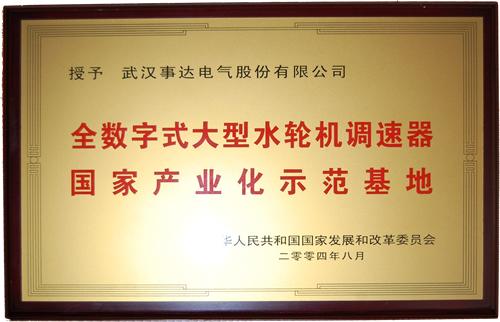 授予 武汉事达电气股份有限公司
全数字式大型水轮机调速器
国家产业化示范基地
华人民共和国国家发展和改革委员会
二零零四年八月